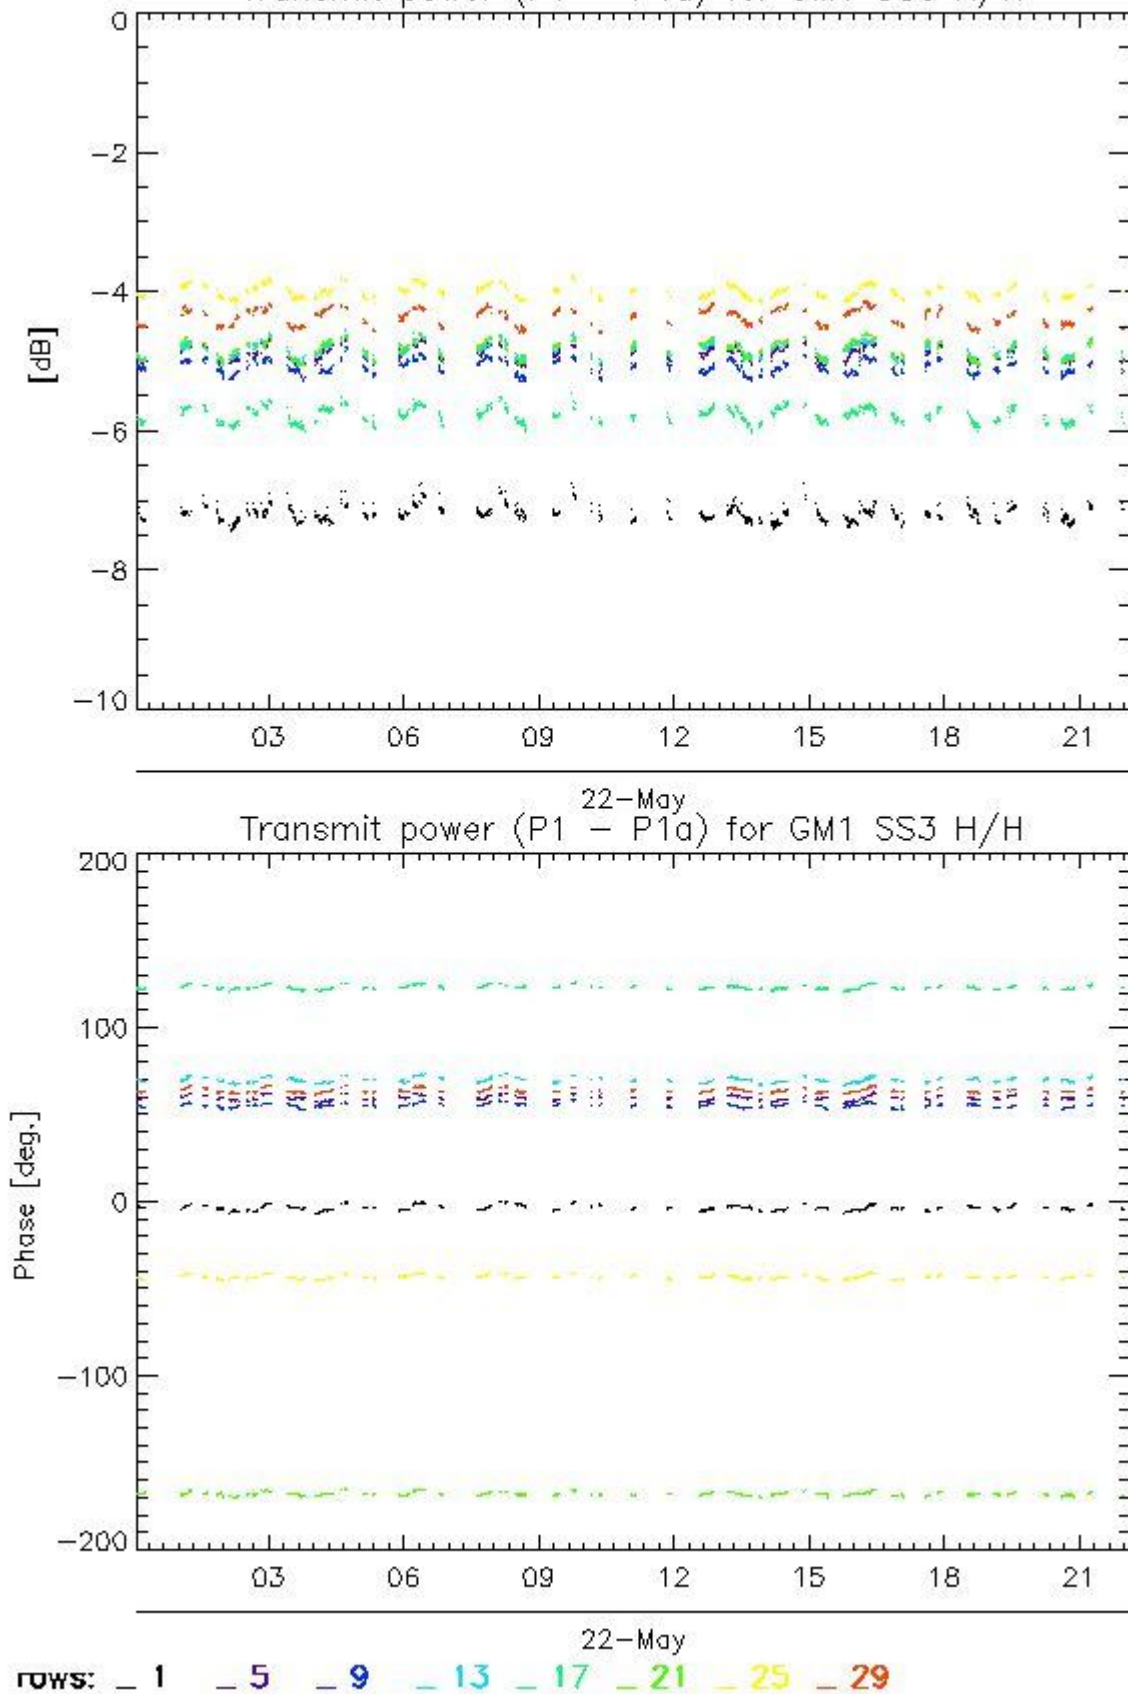 0
−2
−4
[dB]
−6
−8
−10
03 06 09 12 15 18 21
22−May
Transmit power (P1 − P1a) for GM1 SS3 H/H
200
100
0
Phase [deg.]
−100
−200
03 06 09 12 15 18 21
22−May
rows: _ 1 _ 5 _ 9 _ 13 _ 17 _ 21 _ 25 _ 29